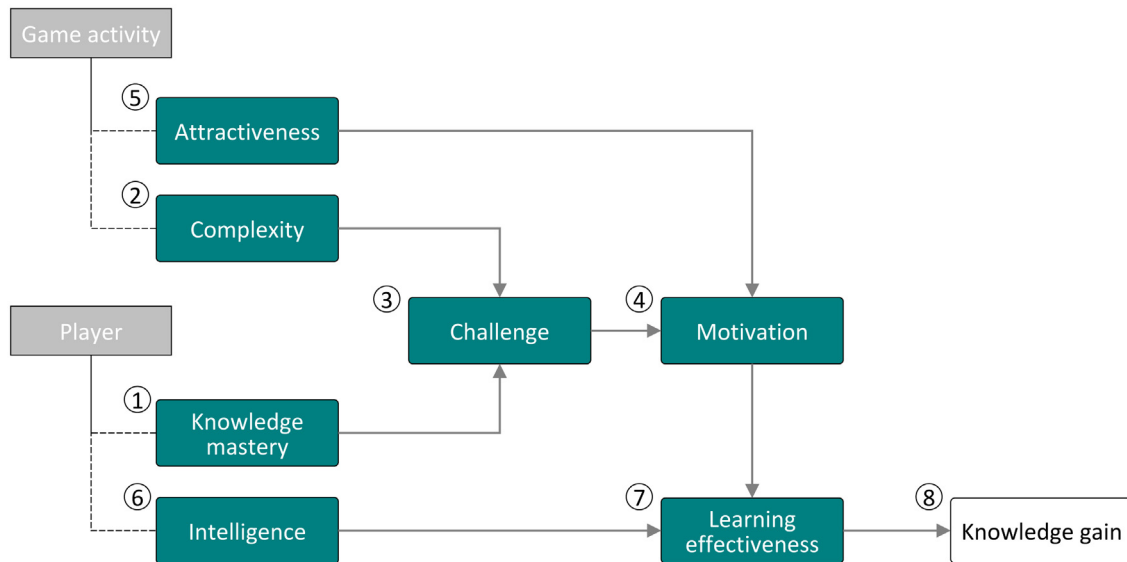 Game activity
⑤
Attractiveness
②
Complexity
③
Challenge
④
Motivation
Player
①
Knowledge
mastery
⑥
Intelligence
⑦
Learning
effectiveness
⑧
Knowledge gain